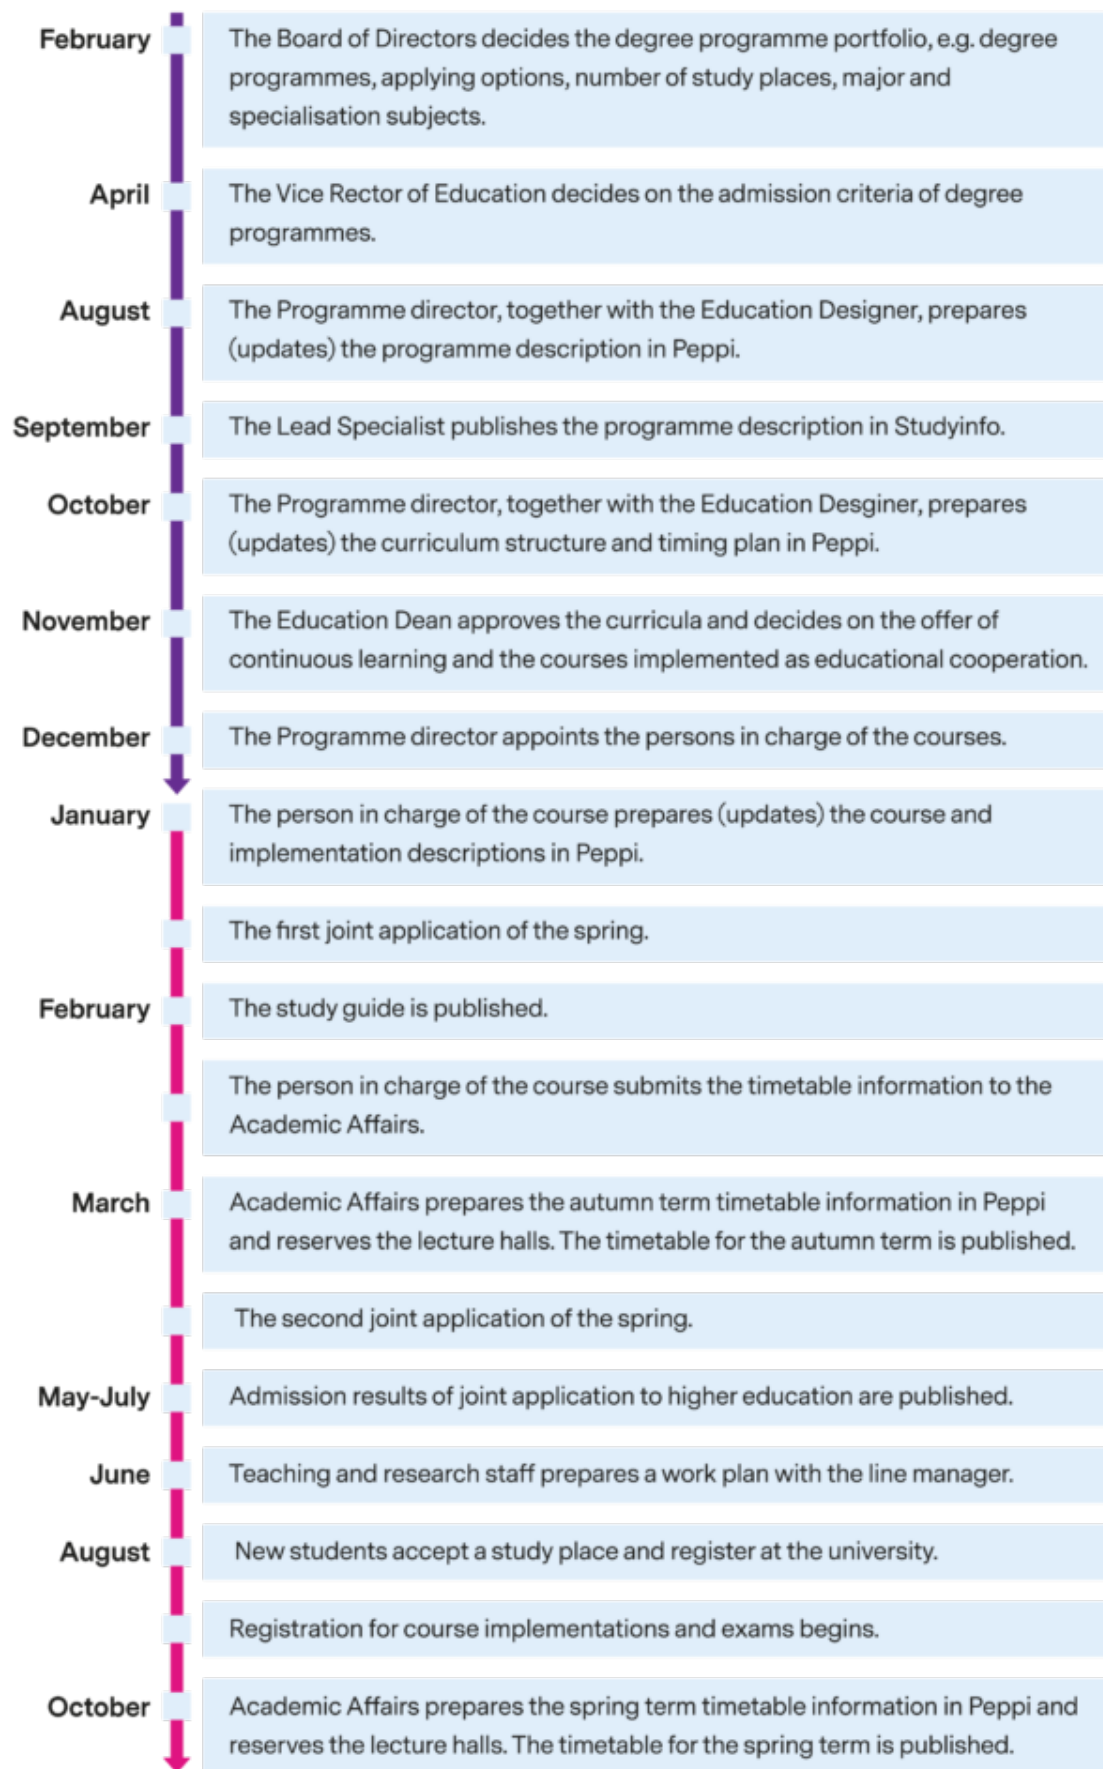 February
The Board of Directors decides the degree programme portfolio, e.g. degree
programmes, applying options, number of study places, major and
specialisation subjects.
April
The Vice Rector of Education decides on the admission criteria of degree
programmes.
August
The Programme director, together with the Education Designer, prepares
(updates) the programme description in Peppi.
September
The Lead Specialist publishes the programme description in Studyinfo.
October
The Programme director, together with the Education Desginer, prepares
(updates) the curriculum structure and timing plan in Peppi.
November
The Education Dean approves the curricula and decides on the offer of
continuous learning and the courses implemented as educational cooperation.
December
The Programme director appoints the persons in charge of the courses.
January
The person in charge of the course prepares (updates) the course and
implementation descriptions in Peppi.
The first joint application of the spring.
February
The study guide is published.
The person in charge of the course submits the timetable information to the
Academic Affairs.
March
Academic Affairs prepares the autumn term timetable information in Peppi
and reserves the lecture halls. The timetable for the autumn term is published.
The second joint application of the spring.
May-July
Admission results of joint application to higher education are published.
June
Teaching and research staff prepares a work plan with the line manager.
August
New students accept a study place and register at the university.
Registration for course implementations and exams begins.
October
Academic Affairs prepares the spring term timetable information in Peppi and
reserves the lecture halls. The timetable for the spring term is published.